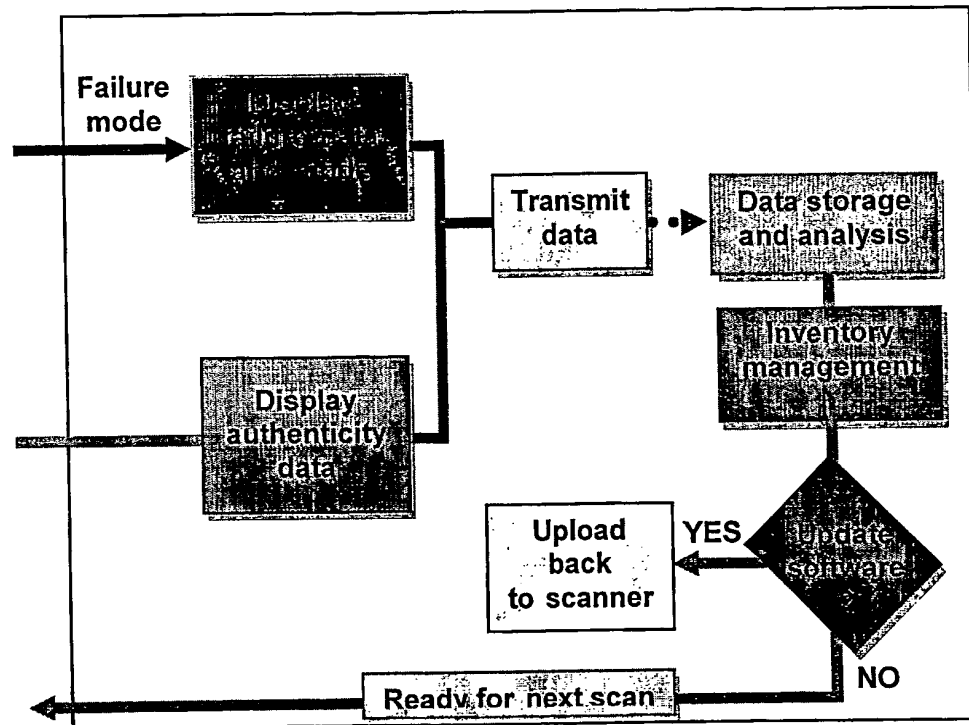 Failure
mode
Transmit
data
Data storage
and analysis
Inventory
management
Display
authenticity
data
Update
software
?
YES
Upload
back
to scanner
NO
Ready for next scan